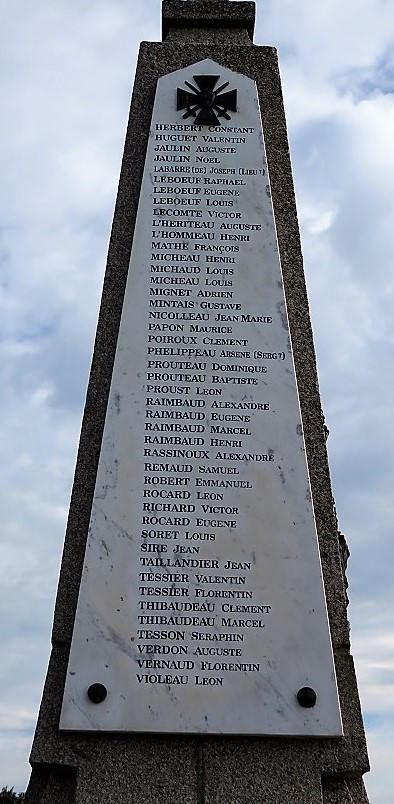 HERBERT CONSTANT
HUGUET VALENTIN
JAULIN AUGUSTE
JAULIN NOEL
LABARRE (DE) JOSEPH (LIEUT)
LEBOEUF RAPHAEL
LEBOEUF EUGENE
LEBOEUF LOUIS
LECOMTE VICTOR
L'HERITEAU AUGUSTE
L'HOMMEAU HENRI
MATHE FRANÇOIS
MICHEAU HENRI
MICHAUD LOUIS
MICHEAU LOUIS
MIGNET ADRIEN
MINTAIS GUSTAVE
NICOLLEAU JEAN MARIE
PAPON MAURICE
POIROUX CLEMENT
PHELIPPEAU ARSENE (SERGT)
PROUTEAU DOMINIQUE
PROUTEAU BAPTISTE
PROUST LEON
RAIMBAUD ALEXANDRE
RAIMBAUD EUGENE
RAIMBAUD MARCEL
RAIMBAUD HENRI
RASSINOUX ALEXANDRE
REMAUD SAMUEL
ROBERT EMMANUEL
ROCARD LEON
RICHARD VICTOR
ROCARD EUGENE
SORET LOUIS
SIRE JEAN
TAILLANDIER JEAN
TESSIER VALENTIN
TESSIER FLORENTIN
THIBAUDEAU CLEMENT
THIBAUDEAU MARCEL
TESSON SERAPHIN
VERDON AUGUSTE
VERNAUD FLORENTIN
VIOLEAU LEON